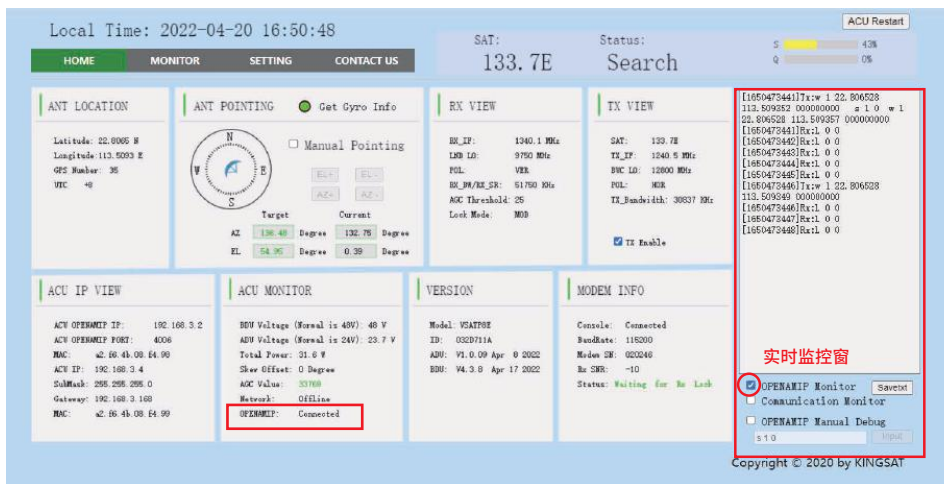 Local Time: 2022-04-20 16:50:48
HOME MONITOR SETTING CONTACT US
SAT:
133.7E
Status:
Search
ACU Restart
S 43%
Q 0%
ANT LOCATION
Latitude: 22.8065 N
Longitude:113.5093 E
GPS Number: 35
UTC +8
ANT POINTING Get Gyro Info
N
W E
S
Manual Pointing
EL+ EL-
AZ+ AZ-
Target Current
AZ 136.48 Degree 132.75 Degree
EL 54.95 Degree 0.39 Degree
RX VIEW
RX_IF: 1340.1 MHz
LNB LO: 9750 MHz
POL: VER
RX_BW/RX_SR: 51750 KHz
AGC Threshold: 25
Lock Mode: MOD
TX VIEW
SAT: 133.7E
TX_IF: 1240.5 MHz
BUC LO: 12800 MHz
POL: HOR
TX_Bandwidth: 30837 KHz
TX Enable
[1650473441]Tx:w 1 22.806528
113.509352 000000000 s 1 0 w 1
22.806528 113.509357 000000000
[1650473441]Rx:L 0 0
[1650473442]Rx:L 0 0
[1650473443]Rx:L 0 0
[1650473444]Rx:L 0 0
[1650473445]Rx:L 0 0
[1650473446]Tx:w 1 22.806528
113.509349 000000000
[1650473446]Rx:L 0 0
[1650473447]Rx:L 0 0
[1650473448]Rx:L 0 0
ACU IP VIEW
ACU OPENAMIP IP: 192.168.3.2
ACU OPENAMIP PORT: 4006
MAC: a2.f6.4b.08.f4.98
ACU IP: 192.168.3.4
SubMask: 255.255.255.0
Gateway: 192.168.3.168
MAC: a2.f6.4b.08.f4.99
ACU MONITOR
BDU Voltage (Normal is 48V): 48 V
ADU Voltage (Normal is 24V): 23.7 V
Total Power: 31.6 W
Skew Offset: 0 Degree
AGC Value: 33768
Network: OffLine
OPENAMIP: Connected
VERSION
Model: VSATP8E
ID: 032D711A
ADU: V1.0.09 Apr 8 2022
BDU: V4.3.8 Apr 17 2022
MODEM INFO
Console: Connected
BaudRate: 115200
Modem SN: 020246
Rx SNR: -10
Status: Waiting for Rx Lock
实时监控窗
OPENAMIP Monitor Savetxt
Communication Monitor
OPENAMIP Manual Debug
s 1 0 Input
Copyright © 2020 by KINGSAT